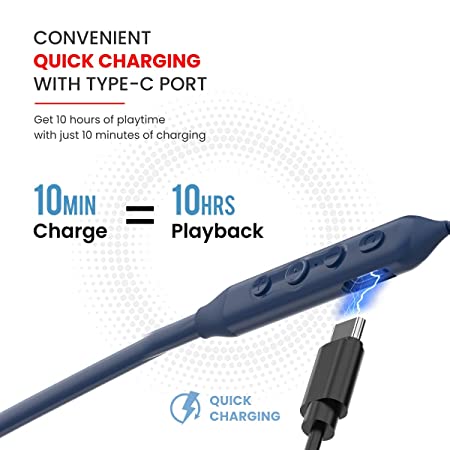 CONVENIENT
QUICK CHARGING
WITH TYPE-C PORT
Get 10 hours of playtime
with just 10 minutes of charging
10MIN = 10HRS
Charge Playback
QUICK
CHARGING